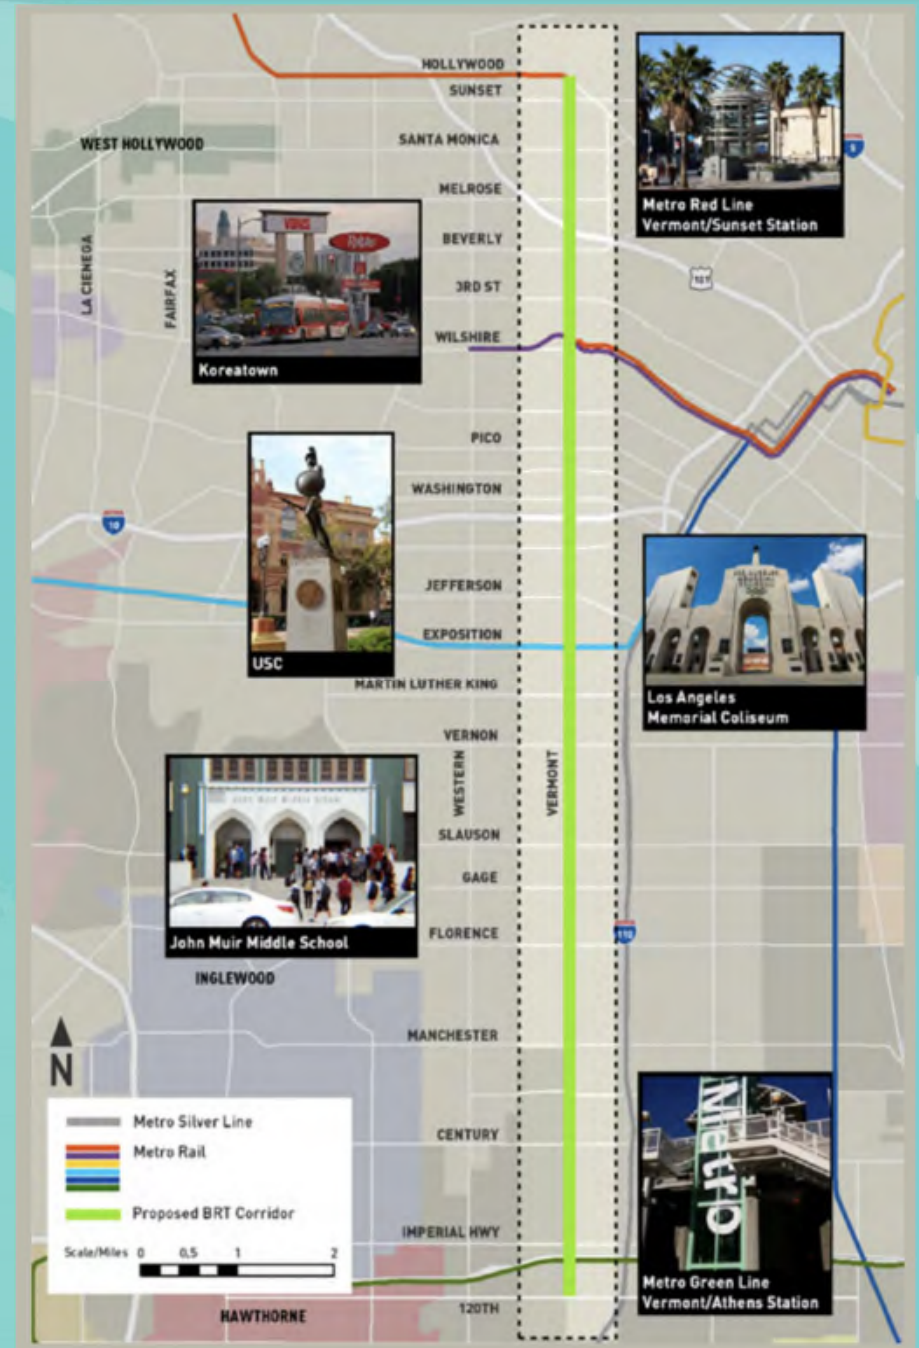 HOLLYWOOD
SUNSET
WEST HOLLYWOOD
SANTA MONICA
MELROSE
BEVERLY
3RD ST
WILSHIRE
LA CIENEGA
FAIRFAX
5
Metro Red Line
Vermont/Sunset Station
101
VONS
Koreatown
PICO
WASHINGTON
10
JEFFERSON
EXPOSITION
USC
MARTIN LUTHER KING
Los Angeles
Memorial Coliseum
VERNON
WESTERN
VERMONT
SLAUSON
GAGE
FLORENCE
110
John Muir Middle School
INGLEWOOD
MANCHESTER
N
CENTURY
IMPERIAL HWY
120TH
HAWTHORNE
Metro Silver Line
Metro Rail
Proposed BRT Corridor
Scale/Miles 0 0.5 1 2
Metro
Metro Green Line
Vermont/Athens Station